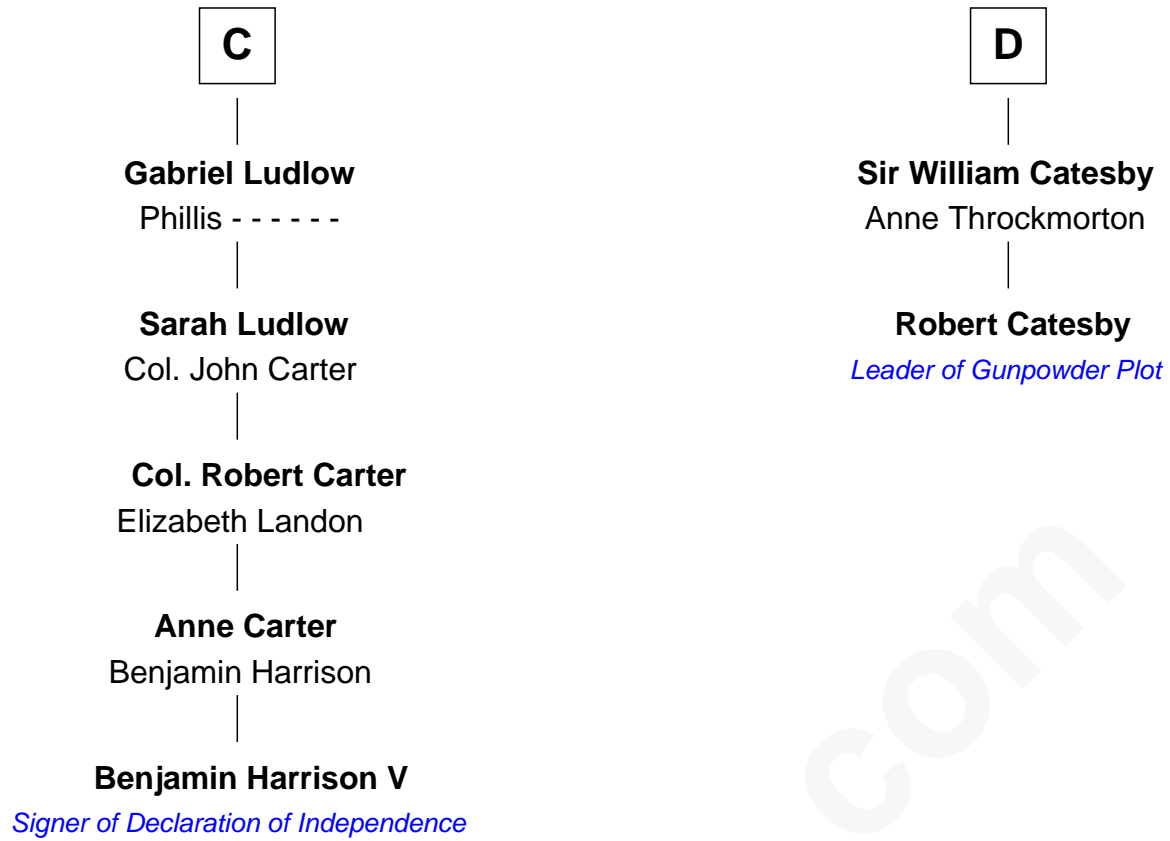 C
Gabriel Ludlow
Phillis - - - - - -
Sarah Ludlow
Col. John Carter
Col. Robert Carter
Elizabeth Landon
Anne Carter
Benjamin Harrison
Benjamin Harrison V
Signer of Declaration of Independence
D
Sir William Catesby
Anne Throckmorton
Robert Catesby
Leader of Gunpowder Plot
com